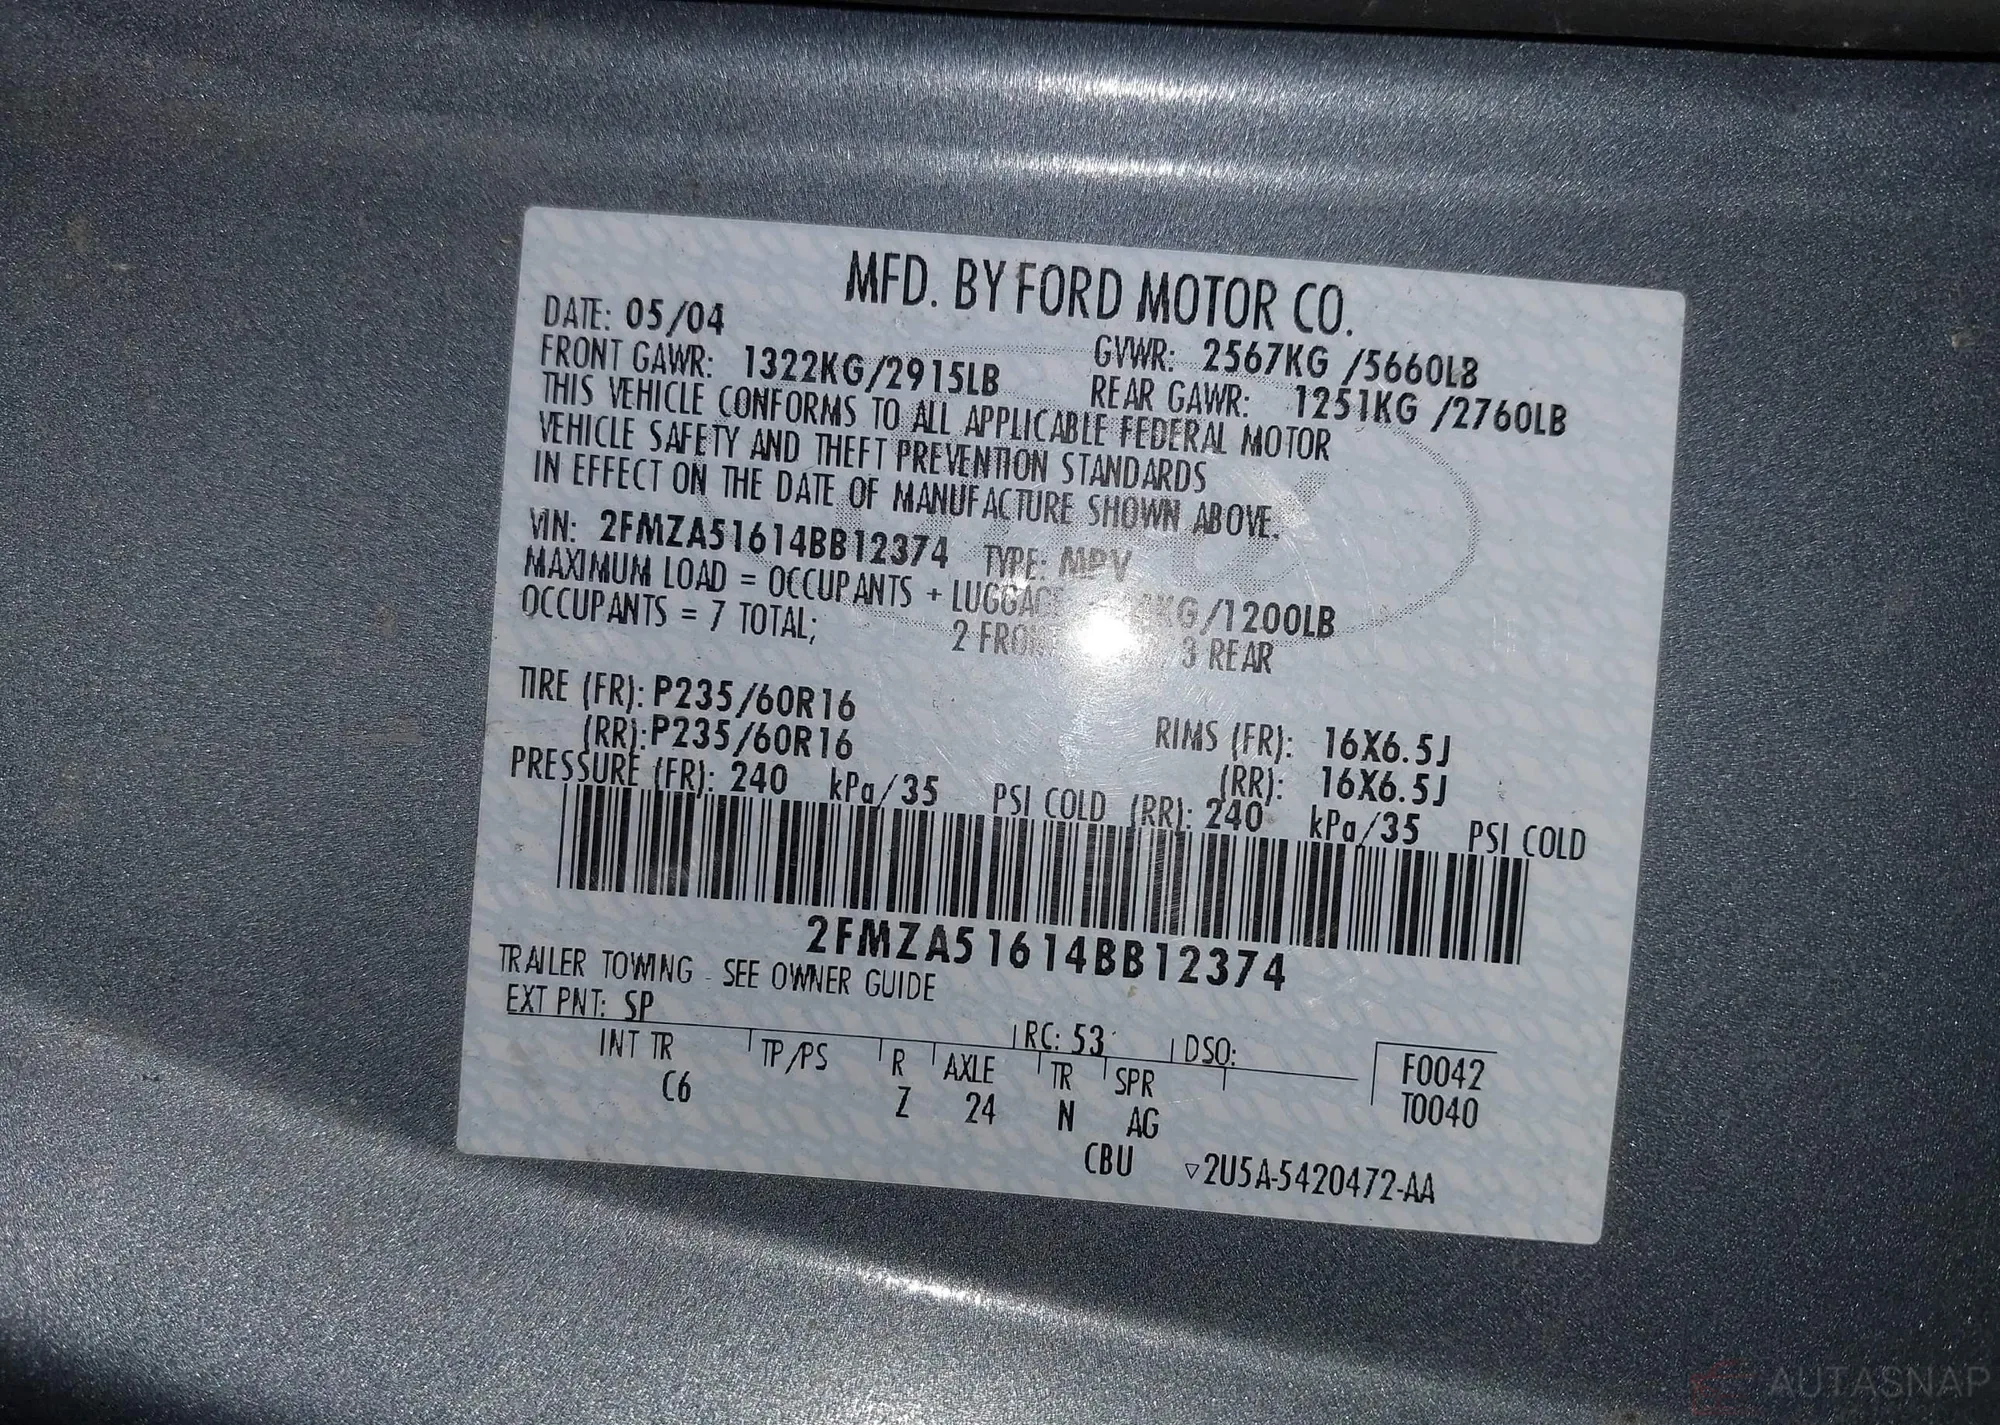 MFD. BY FORD MOTOR CO.
DATE: 05/04 GVWR: 2567KG /5660LB
FRONT GAWR: 1322KG/2915LB REAR GAWR: 1251KG /2760LB
THIS VEHICLE CONFORMS TO ALL APPLICABLE FEDERAL MOTOR
VEHICLE SAFETY AND THEFT PREVENTION STANDARDS
IN EFFECT ON THE DATE OF MANUFACTURE SHOWN ABOVE.
VIN: 2FMZA51614BB12374 TYPE: MPV
MAXIMUM LOAD = OCCUPANTS + LUGGAGE /1200LB
OCCUPANTS = 7 TOTAL; 2 FRONT 3 REAR
TIRE (FR): P235/60R16 RIMS (FR): 16X6.5J
(RR): P235/60R16 (RR): 16X6.5J
PRESSURE (FR): 240 kPa/35 PSI COLD (RR): 240 kPa/35 PSI COLD
2FMZA51614BB12374
TRAILER TOWING - SEE OWNER GUIDE
EXT PNT: SP RC: 53 DSO:
INT TR TP/PS R AXLE TR SPR F0042
C6 Z 24 N AG T0040
CBU ▽2U5A-5420472-AA
AUTASNAP